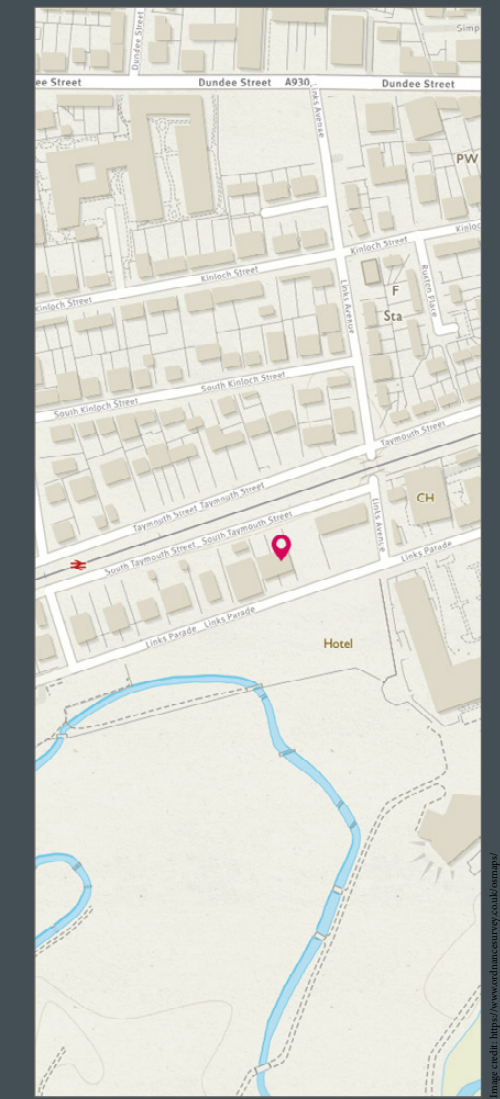 Dundee Street
Simp
ee Street
Dundee Street
A930
Dundee Street
Links Avenue
PW
Kinloch Street
Kinloc
Kinloch Street
Kinloch Street
F
Sta
Ruxton Place
Links Avenue
South Kinloch Street
South Kinloch Street
Taymouth Street
Taymouth Street
Taymouth Street
CH
Links Avenue
South Taymouth Street
South Taymouth Street
Links Parade
Links Parade
Links Parade
Hotel
Image credit: https://www.ordnancesurvey.co.uk/osmaps/